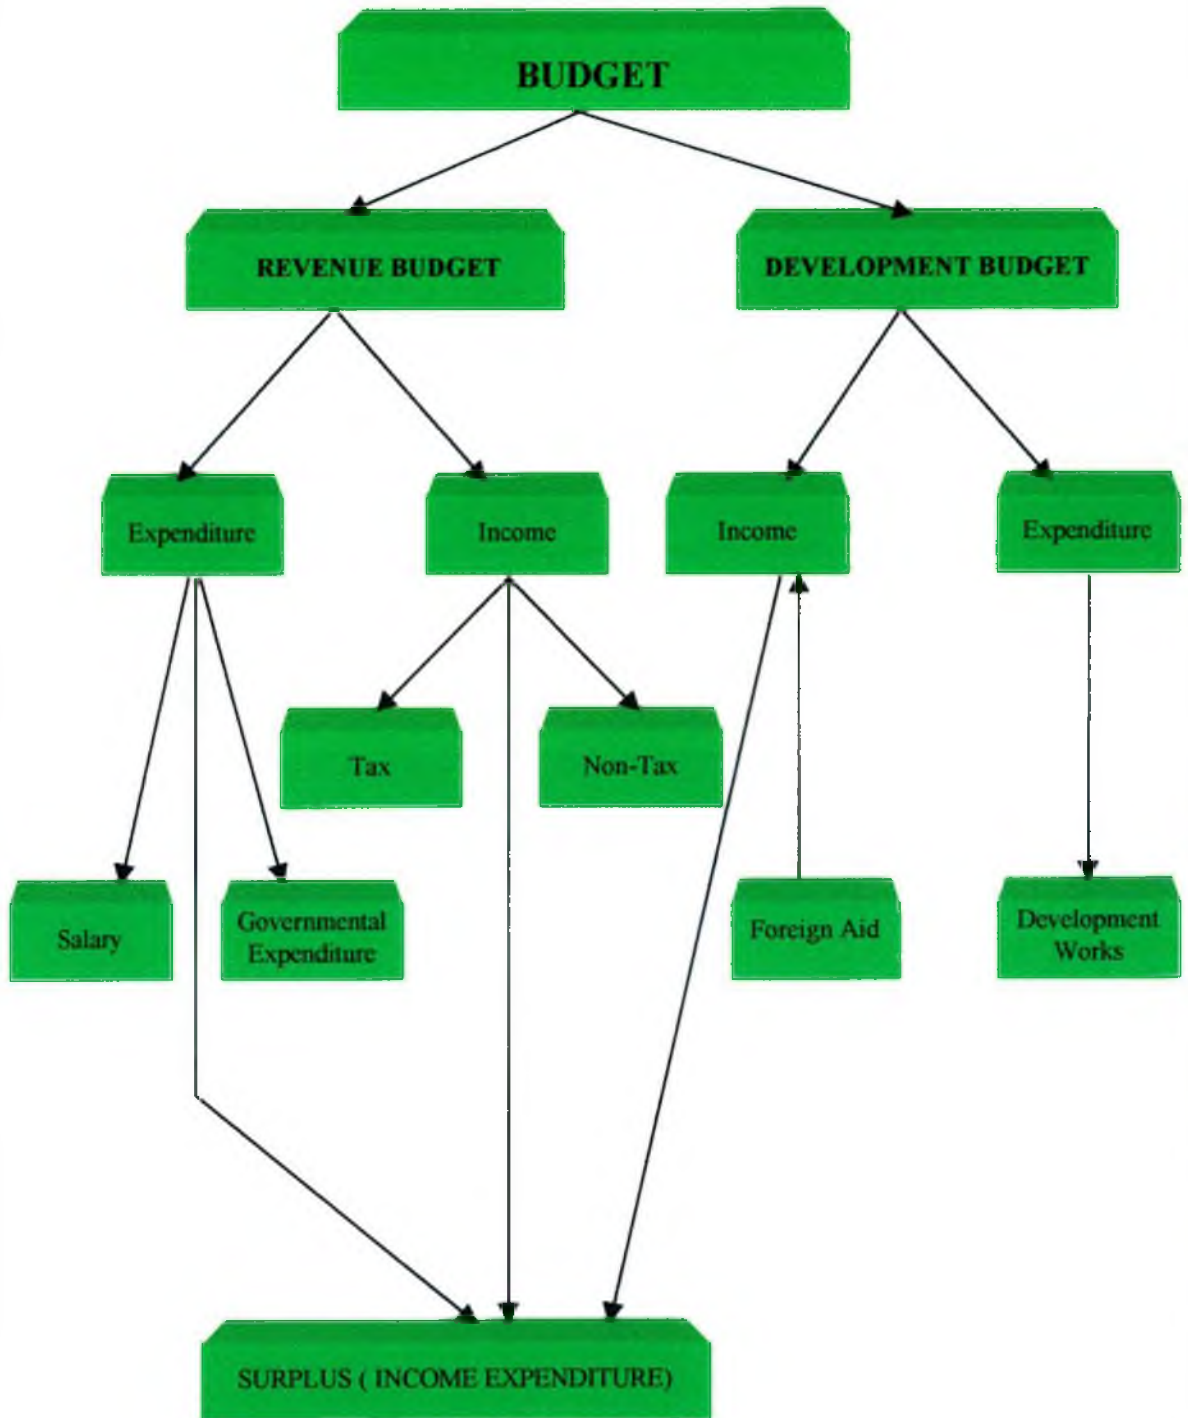 BUDGET
REVENUE BUDGET
DEVELOPMENT BUDGET
Expenditure
Income
Income
Expenditure
Tax
Non-Tax
Salary
Governmental
Expenditure
Foreign Aid
Development
Works
SURPLUS ( INCOME EXPENDITURE)